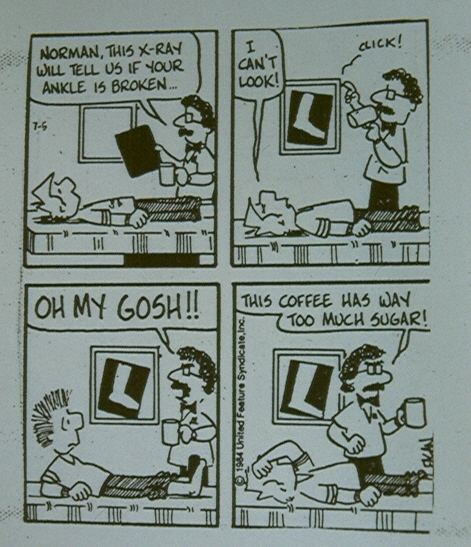 NORMAN, THIS X-RAY
WILL TELL US IF YOUR
ANKLE IS BROKEN...
7-5
I
CAN'T
LOOK!
CLICK!
OH MY GOSH!!
THIS COFFEE HAS WAY
TOO MUCH SUGAR!
© 1984 United Feature Syndicate, Inc.